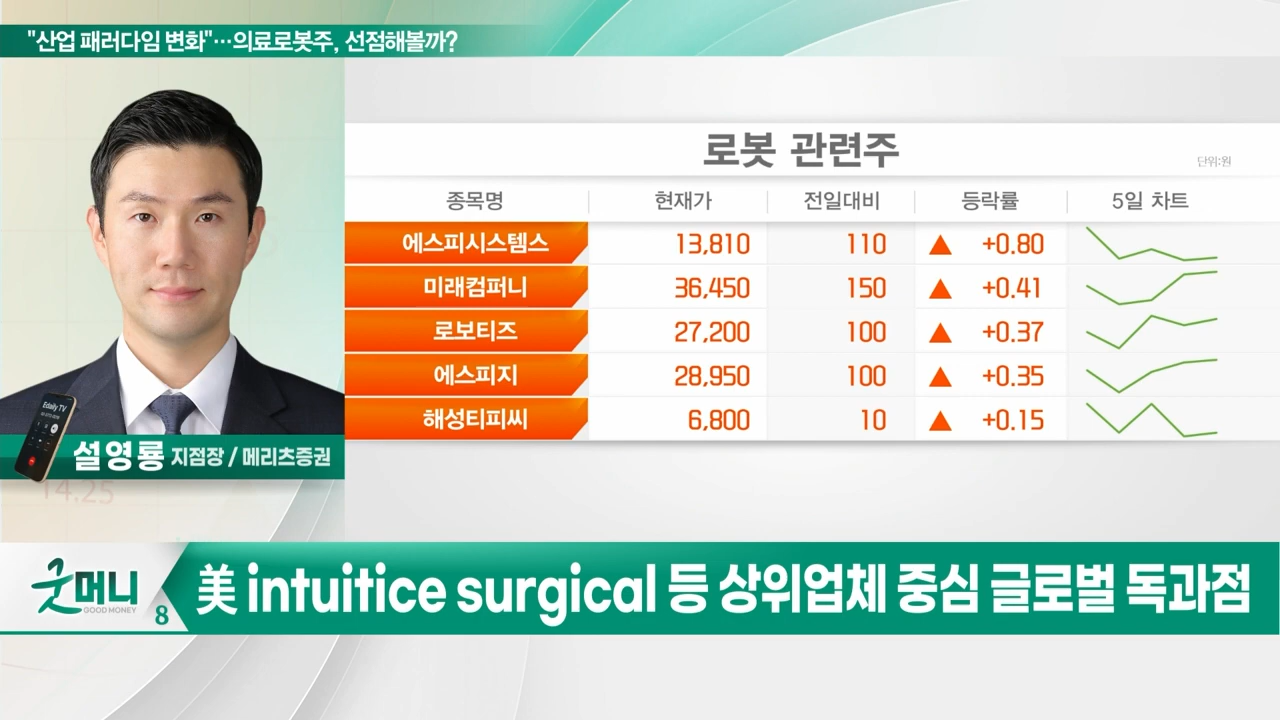 "산업 패러다임 변화"…의료로봇주, 선점해볼까?
로봇 관련주
단위:원
종목명 현재가 전일대비 등락률 5일 차트
에스피시스템스 13,810 110 ▲ +0.80
미래컴퍼니 36,450 150 ▲ +0.41
로보티즈 27,200 100 ▲ +0.37
에스피지 28,950 100 ▲ +0.35
해성티피씨 6,800 10 ▲ +0.15
Edaily TV
설영룡 지점장 / 메리츠증권
14.25
굿머니
GOOD MONEY
8
美 intuitice surgical 등 상위업체 중심 글로벌 독과점